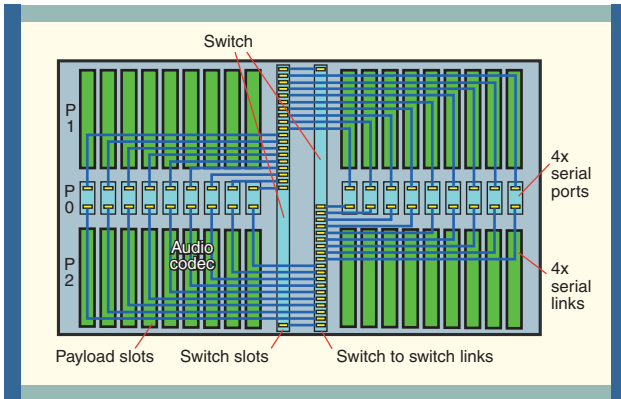 Switch
P
1
P
0
P
2
Audio
codec
4x
serial
ports
4x
serial
links
Payload slots
Switch slots
Switch to switch links